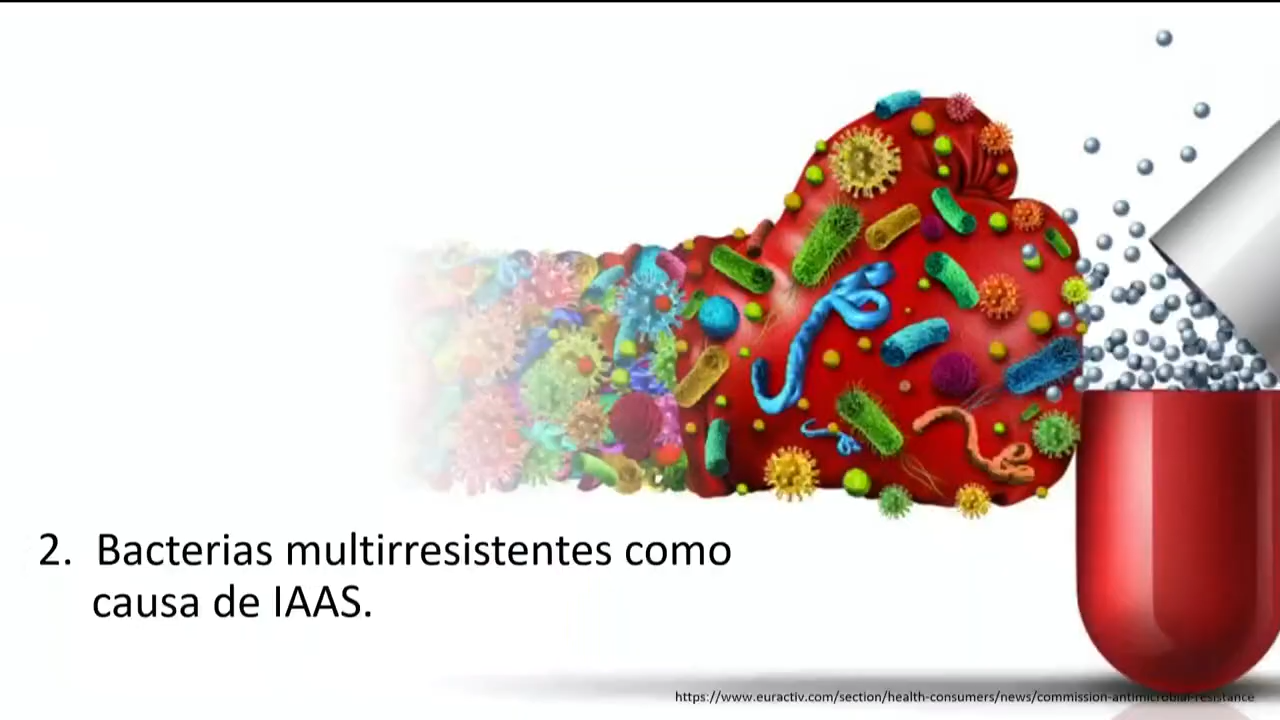 2. Bacterias multirresistentes como
causa de IAAS.
https://www.euractiv.com/section/health-consumers/news/commission-antimicrobial-resistance